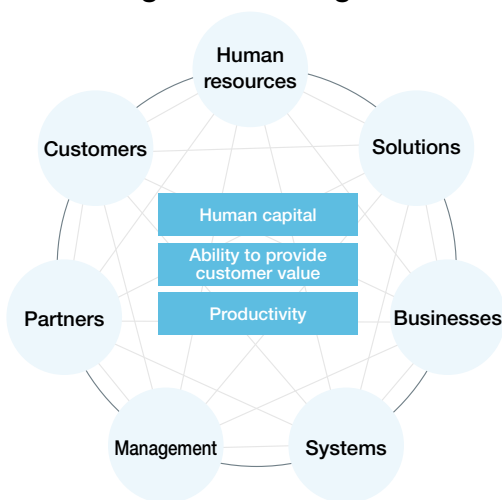 Human
resources
Customers
Solutions
Human capital
Ability to provide
customer value
Productivity
Partners
Businesses
Management
Systems